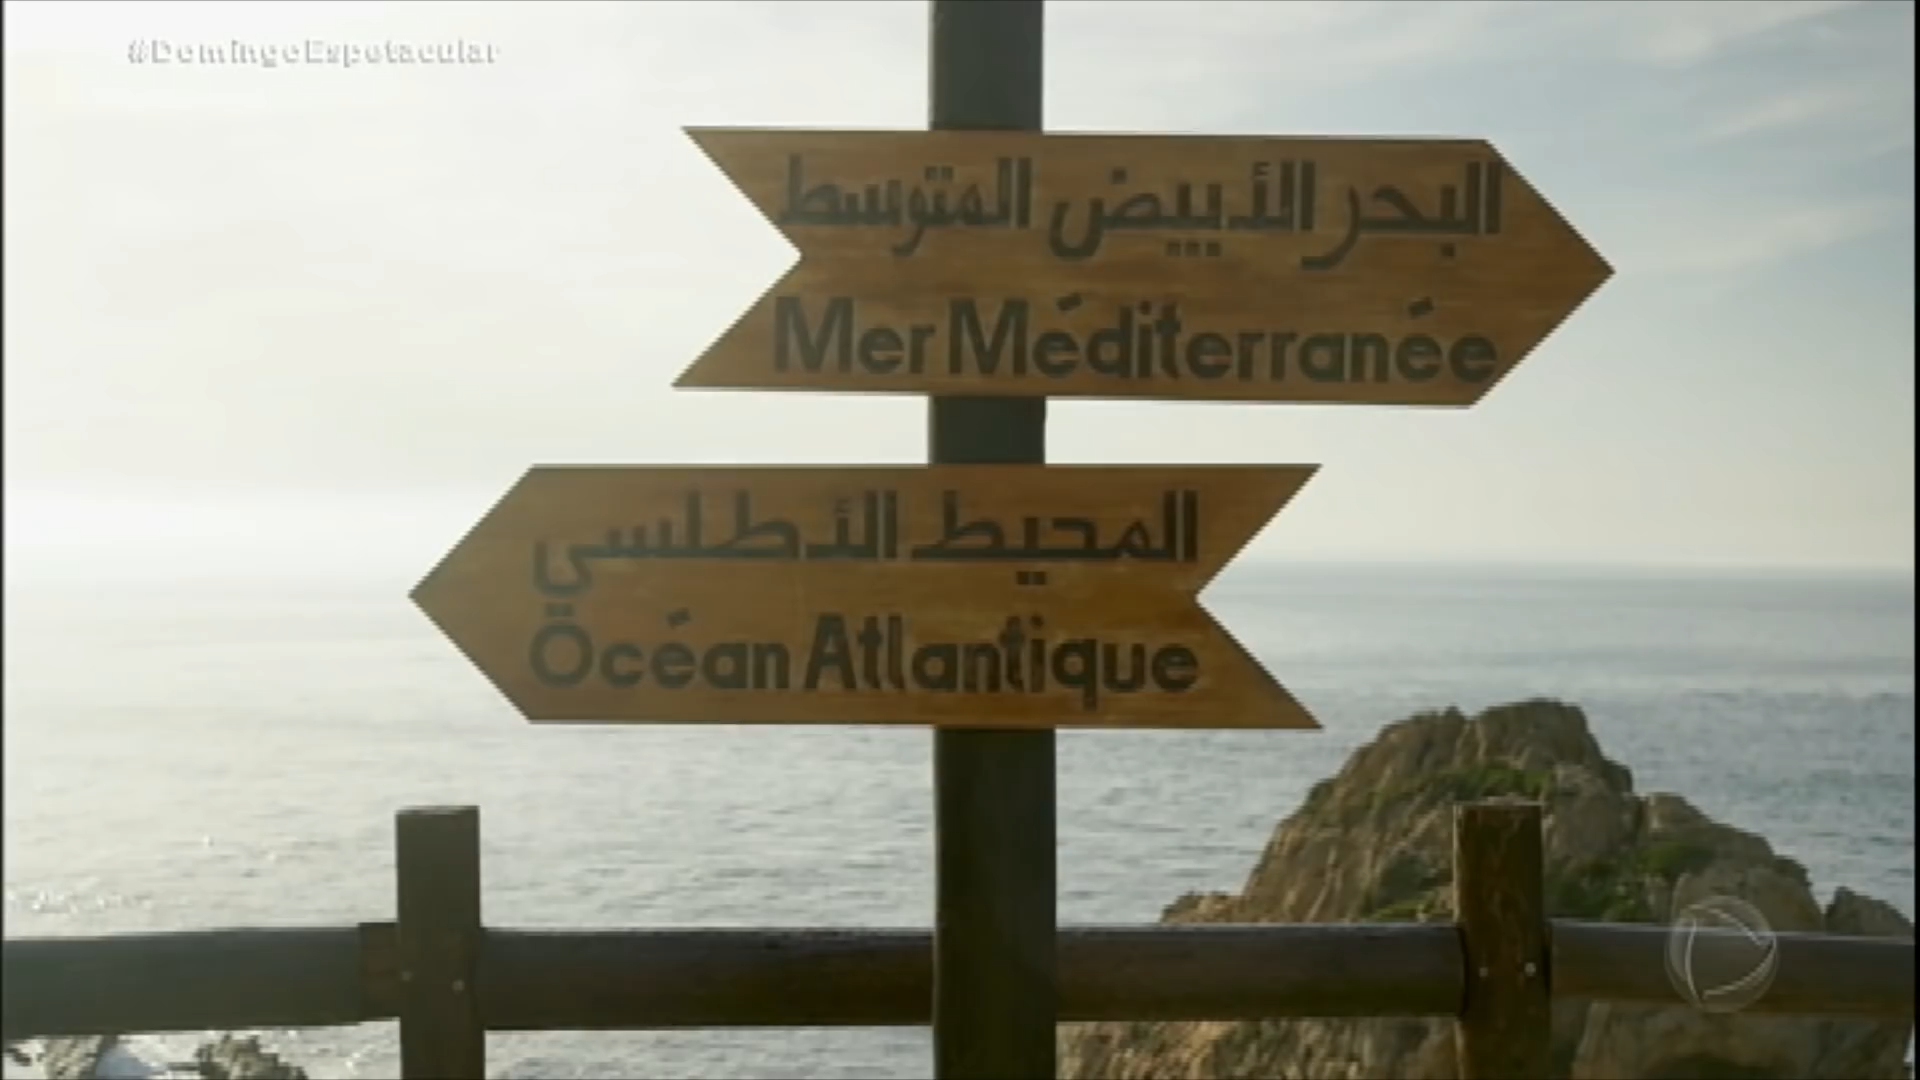 #DomingoEspetacular
البحر الأبيض المتوسط
Mer Méditerranée
المحيط الأطلسي
Océan Atlantique